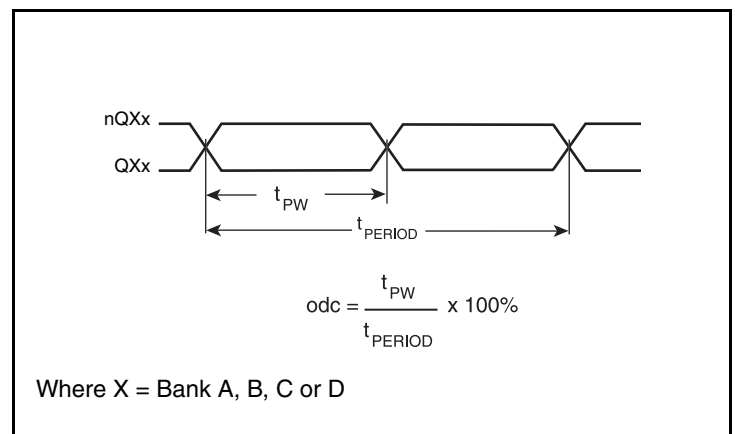 nQXx
QXx
tPW
tPERIOD
odc = tPW / tPERIOD x 100%
Where X = Bank A, B, C or D